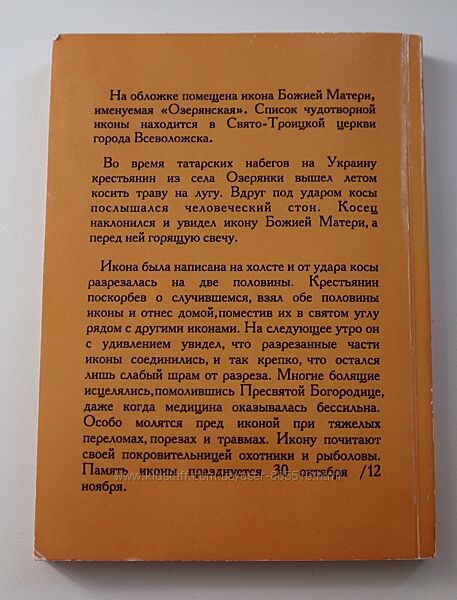 На обложке помещена икона Божией Матери,
именуемая «Озерянская». Список чудотворной
иконы находится в Свято-Троицкой церкви
города Всеволожска.
Во время татарских набегов на Украину
крестьянин из села Озерянки вышел летом
косить траву на лугу. Вдруг под ударом косы
послышался человеческий стон. Косец
наклонился и увидел икону Божией Матери, а
перед ней горящую свечу.
Икона была написана на холсте и от удара косы
разрезалась на две половины. Крестьянин
поскорбев о случившемся, взял обе половины
иконы и отнес домой, поместив их в святом углу
рядом с другими иконами. На следующее утро он
с удивлением увидел, что разрезанные части
иконы соединились, и так крепко, что остался
лишь слабый шрам от разреза. Многие болящие
исцелялись, помолившись Пресвятой Богородице,
даже когда медицина оказывалась бессильна.
Особо молятся пред иконой при тяжелых
переломах, порезах и травмах. Икону почитают
своей покровительницей охотники и рыболовы.
Память иконы празднуется 30 октября /12
ноября.